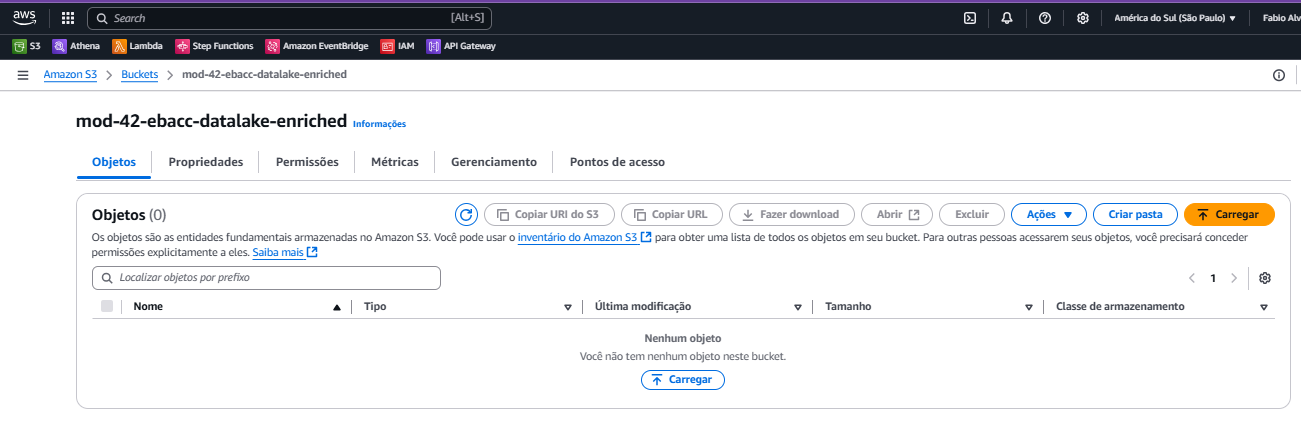 aws Search [Alt+S] América do Sul (São Paulo) Fabio Alv
S3 Athena Lambda Step Functions Amazon EventBridge IAM API Gateway
Amazon S3 Buckets mod-42-ebacc-datalake-enriched
mod-42-ebacc-datalake-enriched Informações
Objetos Propriedades Permissões Métricas Gerenciamento Pontos de acesso
Objetos (0) Copiar URI do S3 Copiar URL Fazer download Abrir Excluir Ações Criar pasta Carregar
Os objetos são as entidades fundamentais armazenadas no Amazon S3. Você pode usar o inventário do Amazon S3 para obter uma lista de todos os objetos em seu bucket. Para outras pessoas acessarem seus objetos, você precisará conceder
permissões explicitamente a eles. Saiba mais
Localizar objetos por prefixo 1
Nome Tipo Última modificação Tamanho Classe de armazenamento
Nenhum objeto
Você não tem nenhum objeto neste bucket.
Carregar